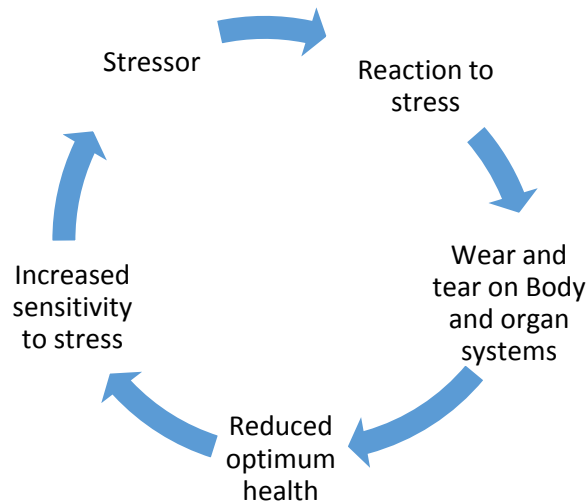 Stressor
Reaction to
stress
Wear and
tear on Body
and organ
systems
Reduced
optimum
health
Increased
sensitivity
to stress